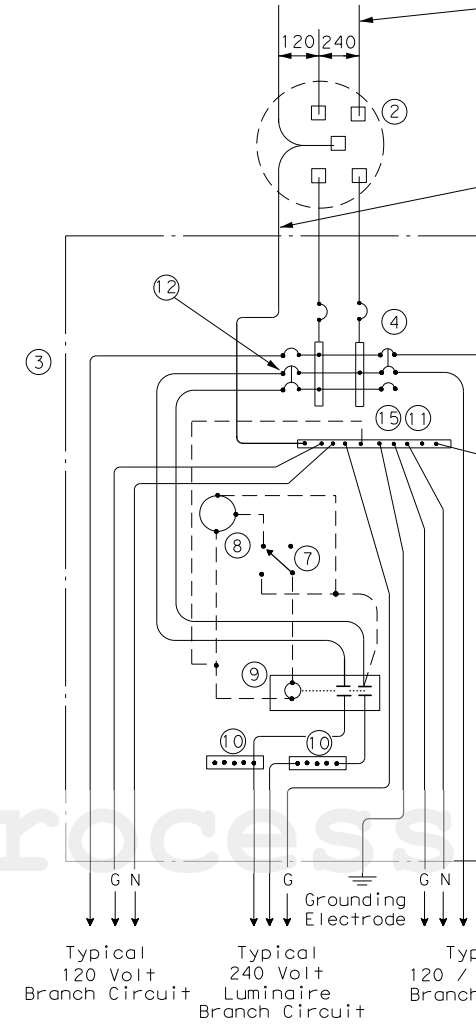 120 240
2
12
4
3
15 11
8
7
9
10 10
rocess
G N
G
G N
Grounding
Electrode
Typical
120 Volt
Branch Circuit
Typical
240 Volt
Luminaire
Branch Circuit
Typ
120 /
Branch